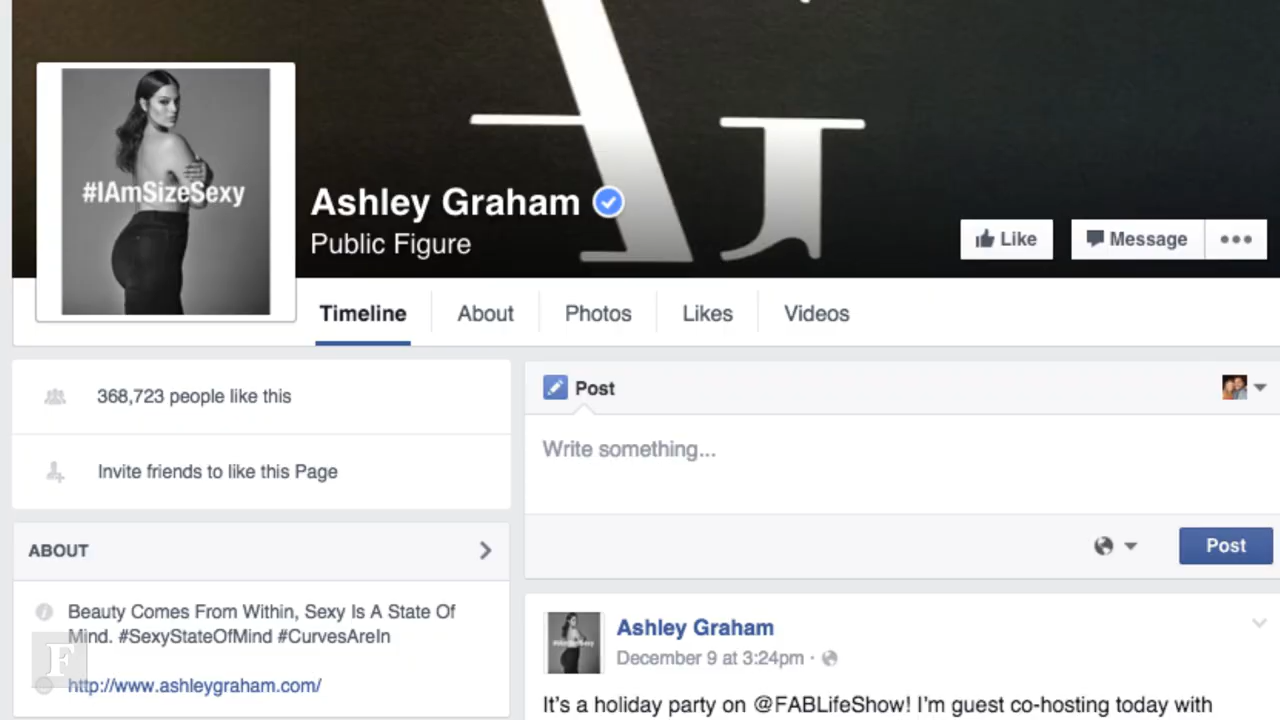 AG
#IAmSizeSexy
Ashley Graham
Public Figure
Like
Message
Timeline
About
Photos
Likes
Videos
368,723 people like this
Invite friends to like this Page
ABOUT
Beauty Comes From Within, Sexy Is A State Of
Mind. #SexyStateOfMind #CurvesAreIn
http://www.ashleygraham.com/
F
Post
Write something...
Post
Ashley Graham
December 9 at 3:24pm ·
It's a holiday party on @FABLifeShow! I'm guest co-hosting today with